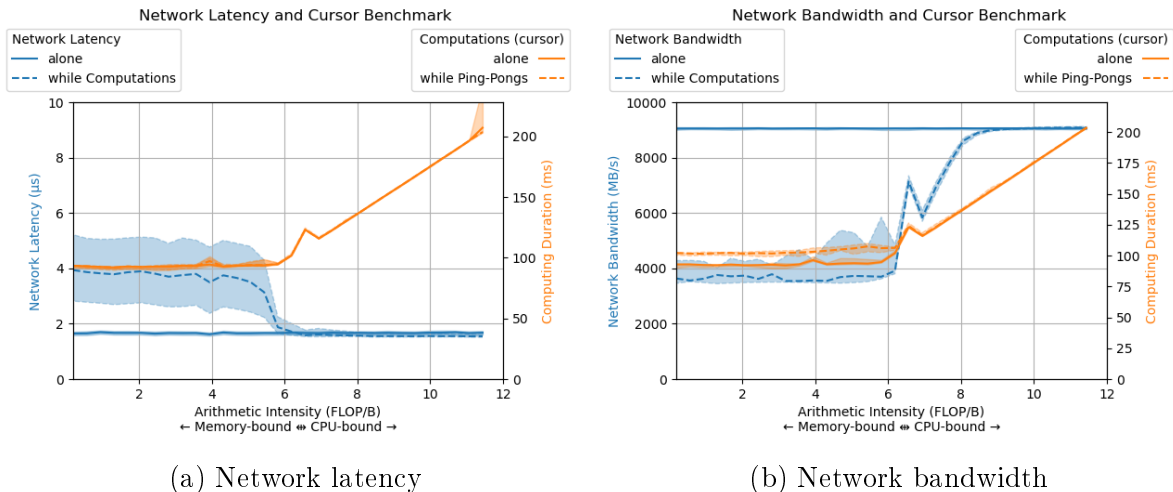 Network Latency and Cursor Benchmark
Network Latency
alone
while Computations
Computations (cursor)
alone
while Ping-Pongs
Network Latency (µs)
10
8
6
4
2
0
Computing Duration (ms)
200
150
100
50
0
2 4 6 8 10 12
Arithmetic Intensity (FLOP/B)
← Memory-bound ⇹ CPU-bound →
(a) Network latency
Network Bandwidth and Cursor Benchmark
Network Bandwidth
alone
while Computations
Computations (cursor)
alone
while Ping-Pongs
Network Bandwidth (MB/s)
10000
8000
6000
4000
2000
0
Computing Duration (ms)
200
175
150
125
100
75
50
25
0
2 4 6 8 10 12
Arithmetic Intensity (FLOP/B)
← Memory-bound ⇹ CPU-bound →
(b) Network bandwidth